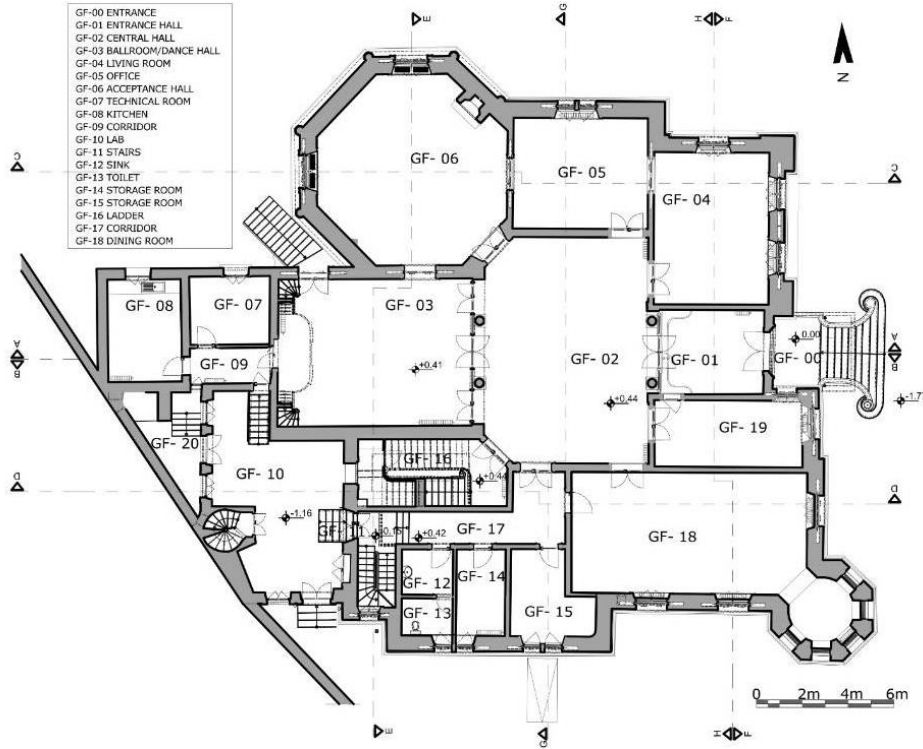 GF-00 ENTRANCE
GF-01 ENTRANCE HALL
GF-02 CENTRAL HALL
GF-03 BALLROOM/DANCE HALL
GF-04 LIVING ROOM
GF-05 OFFICE
GF-06 ACCEPTANCE HALL
GF-07 TECHNICAL ROOM
GF-08 KITCHEN
GF-09 CORRIDOR
GF-10 LAB
GF-11 STAIRS
GF-12 SINK
GF-13 TOILET
GF-14 STORAGE ROOM
GF-15 STORAGE ROOM
GF-16 LADDER
GF-17 CORRIDOR
GF-18 DINING ROOM
E
G
H F
N
C
C
GF- 06
GF- 05
GF- 04
GF- 08
GF- 07
GF- 03
0.00
A
B
GF- 09
+0.41
GF- 02
GF- 01
GF- 00
A
B
+0.44
-1.7
GF- 20
GF- 19
GF- 16
GF- 10
+0.44
D
D
-1.16
GF- 11
-0.15
+0.42
GF- 17
GF- 18
GF- 12
GF- 14
GF- 13
GF- 15
0 2m 4m 6m
E
G
H F